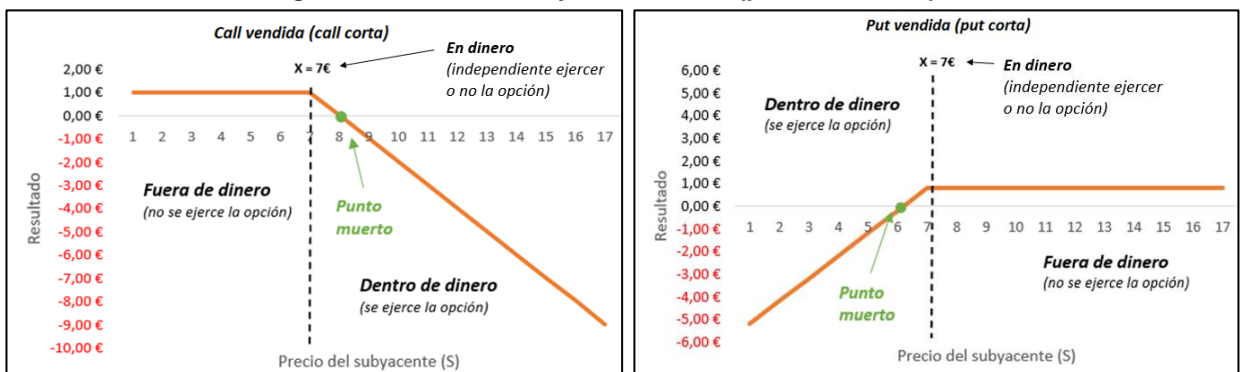 Call vendida (call corta)
X = 7€
En dinero
(independiente ejercer
o no la opción)
2,00 €
1,00 €
0,00 €
-1,00 €
-2,00 €
-3,00 €
-4,00 €
-5,00 €
-6,00 €
-7,00 €
-8,00 €
-9,00 €
-10,00 €
1 2 3 4 5 6 7 8 9 10 11 12 13 14 15 16 17
Resultado
Fuera de dinero
(no se ejerce la opción)
Punto
muerto
Dentro de dinero
(se ejerce la opción)
Precio del subyacente (S)
Put vendida (put corta)
X = 7€
En dinero
(independiente ejercer
o no la opción)
6,00 €
5,00 €
4,00 €
3,00 €
2,00 €
1,00 €
0,00 €
-1,00 €
-2,00 €
-3,00 €
-4,00 €
-5,00 €
-6,00 €
Dentro de dinero
(se ejerce la opción)
1 2 3 4 5 6 7 8 9 10 11 12 13 14 15 16 17
Resultado
Punto
muerto
Fuera de dinero
(no se ejerce la opción)
Precio del subyacente (S)